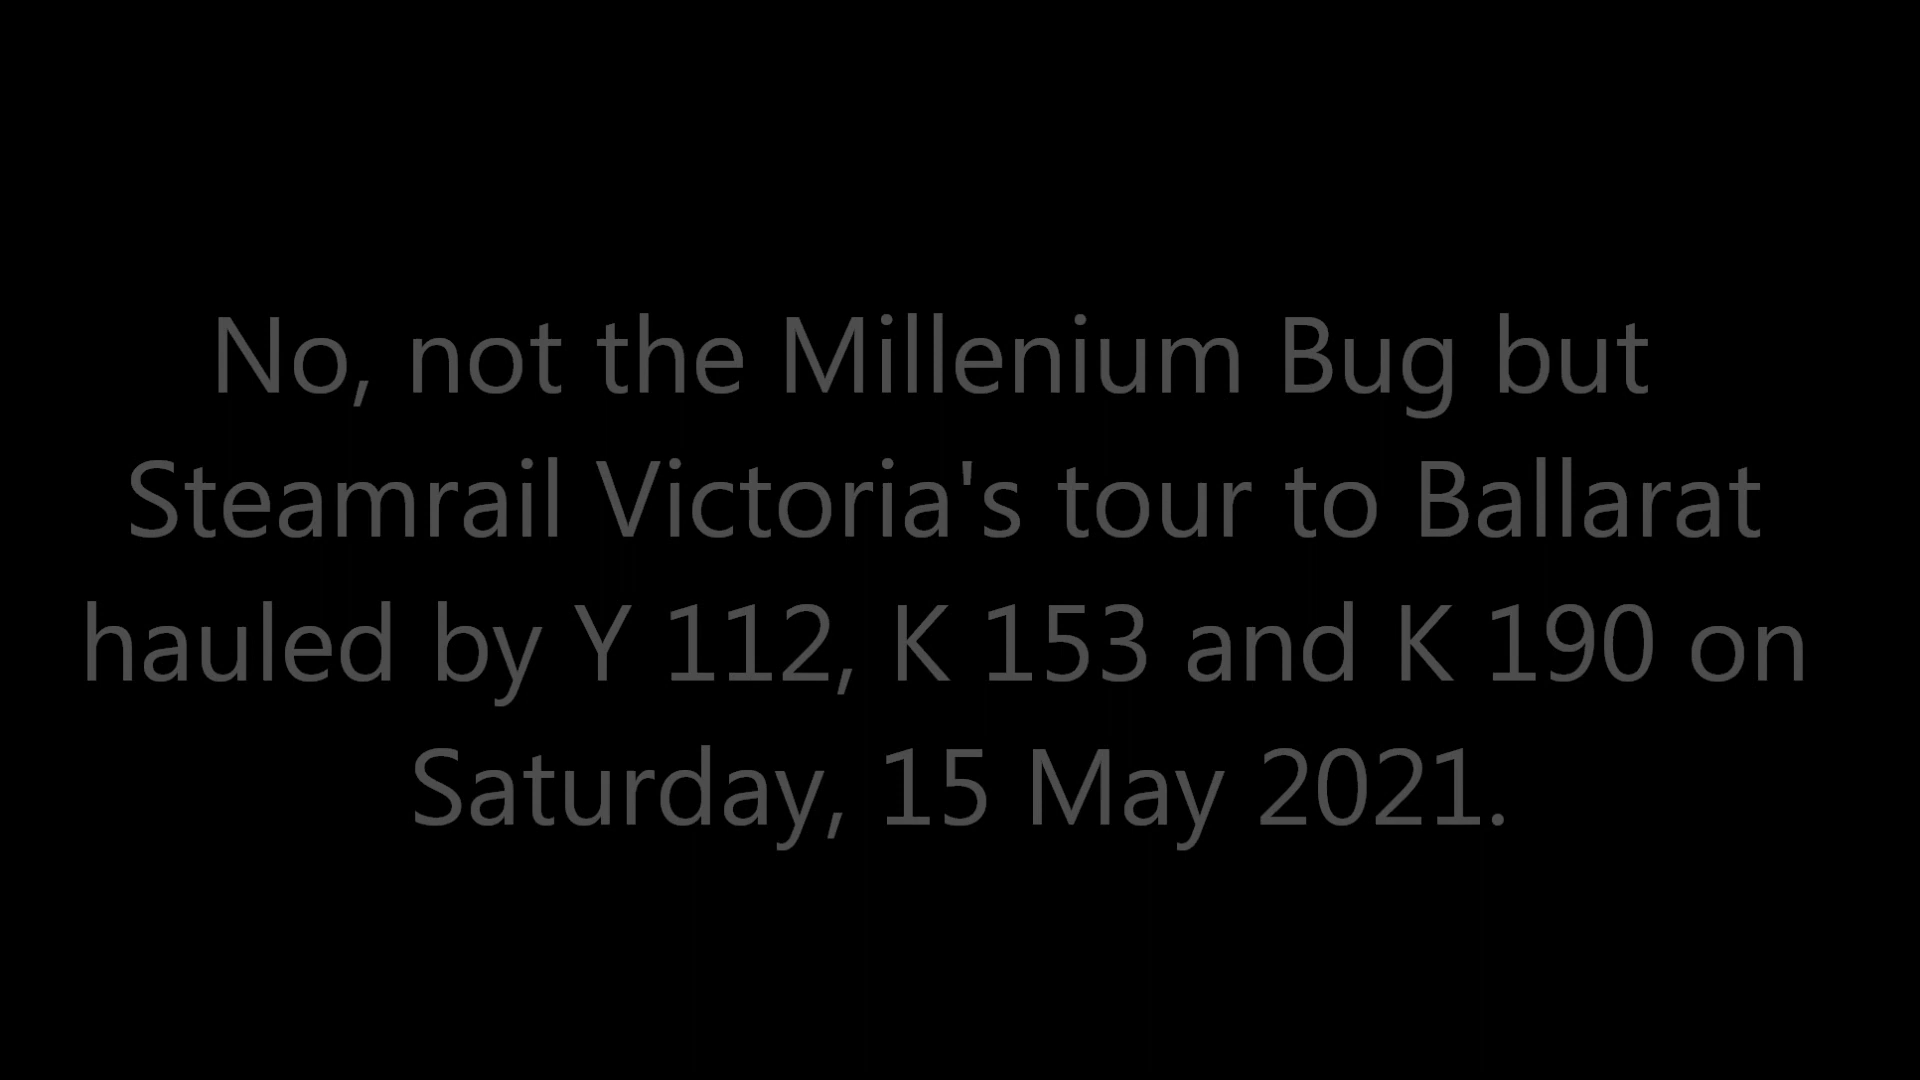 No, not the Millenium Bug but
Steamrail Victoria's tour to Ballarat
hauled by Y 112, K 153 and K 190 on
Saturday, 15 May 2021.